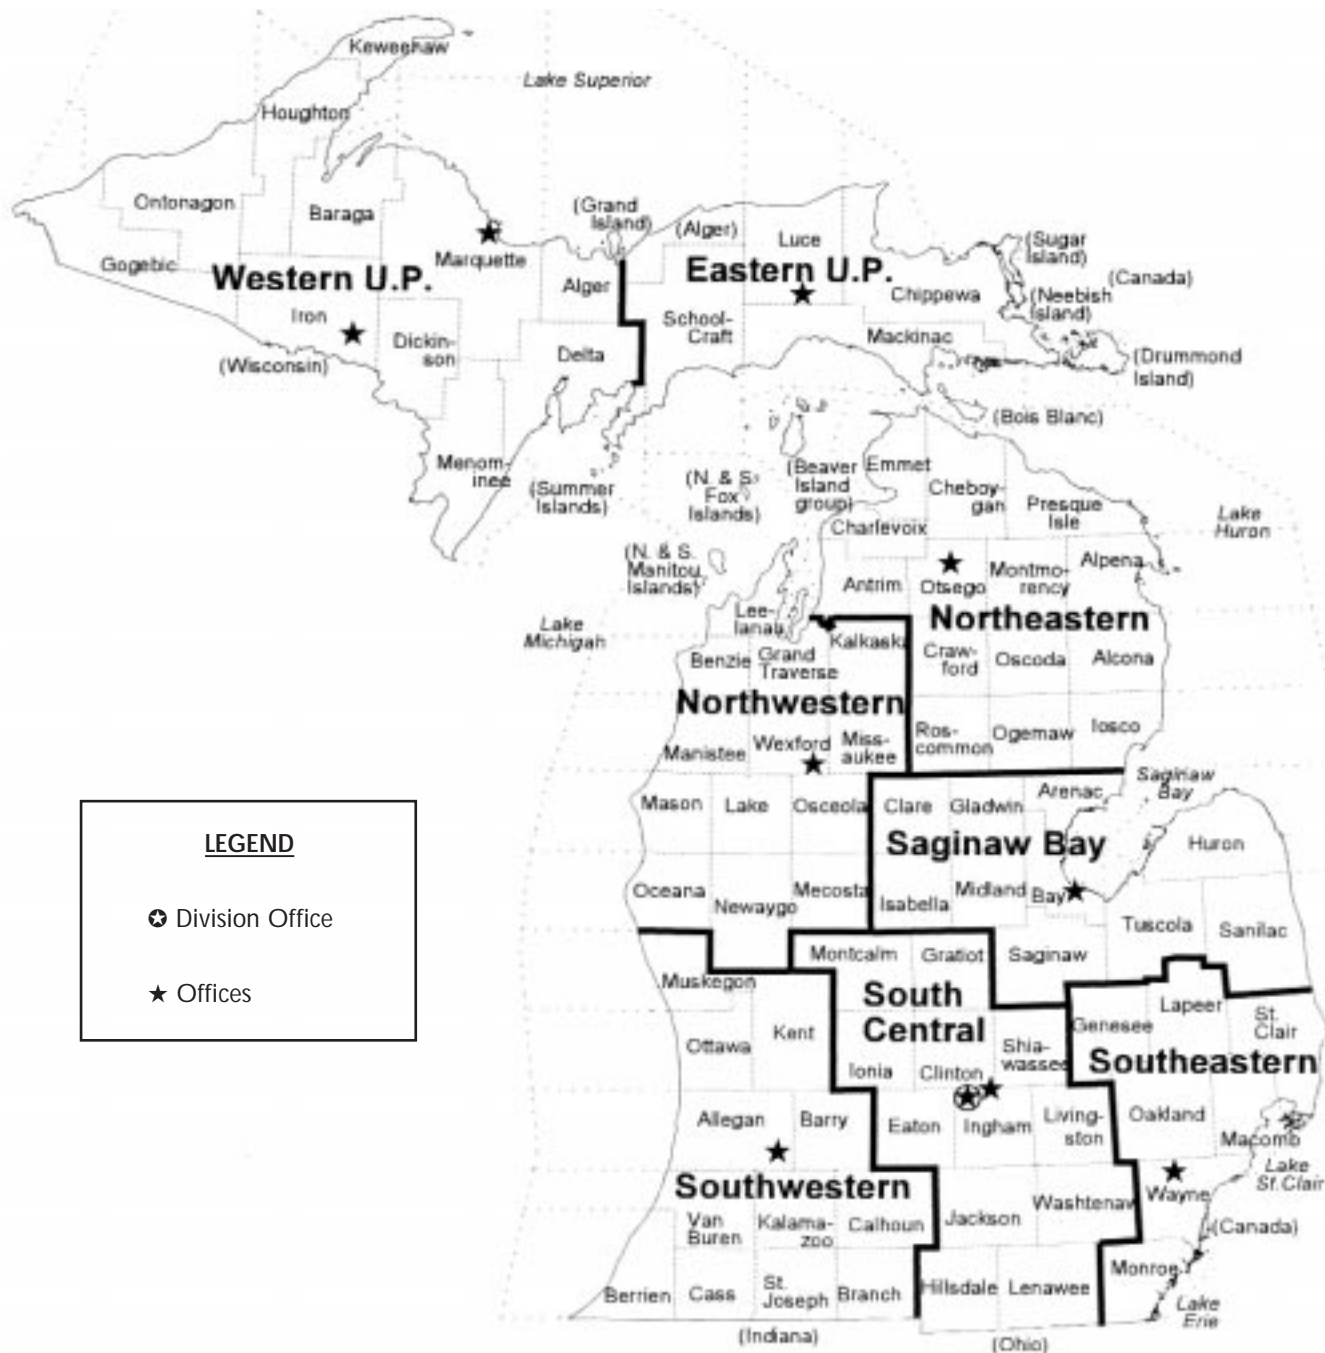 Keweenaw
Lake Superior
Houghton
Ontonagon
Baraga
(Grand
Island)
(Alger)
Luce
(Sugar
Island)
Gogebic
Marquette
Western U.P.
Eastern U.P.
(Canada)
Alger
Chippewa
(Neebish
Island)
Iron
School-
Craft
Mackinac
Dickin-
son
Delta
(Wisconsin)
(Drummond
Island)
(Bois Blanc)
Menom-
inee
(Summer
Islands)
(N. & S.
Fox
Islands)
(Beaver
Island
group)
Emmet
Cheboy-
gan
Presque
Isle
Lake
Huron
Charlevoix
(N. & S.
Manitou
Islands)
Antrim
Otsego
Montmo-
rency
Alpena
Lee-
lanau
Lake
Michigan
Northeastern
Benzie
Grand
Traverse
Kalkaska
Craw-
ford
Oscoda
Alcona
Northwestern
Manistee
Wexford
Miss-
aukee
Ros-
common
Ogemaw
Iosco
Saginaw
Bay
Mason
Lake
Osceola
Clare
Gladwin
Arenac
Saginaw Bay
Huron
Oceana
Newaygo
Mecosta
Isabella
Midland
Bay
Tuscola
Sanilac
LEGEND
Division Office
Offices
Muskegon
Montcalm
Gratiot
Saginaw
South
Central
Lapeer
Genesee
St.
Clair
Ottawa
Kent
Ionia
Clinton
Shia-
wassee
Southeastern
Allegan
Barry
Eaton
Ingham
Living-
ston
Oakland
Macomb
Lake
St. Clair
Southwestern
Wayne
Van
Buren
Kalama-
zoo
Calhoun
Jackson
Washtenaw
(Canada)
Berrien
Cass
St.
Joseph
Branch
Hillsdale
Lenawee
Monroe
Lake
Erie
(Indiana)
(Ohio)